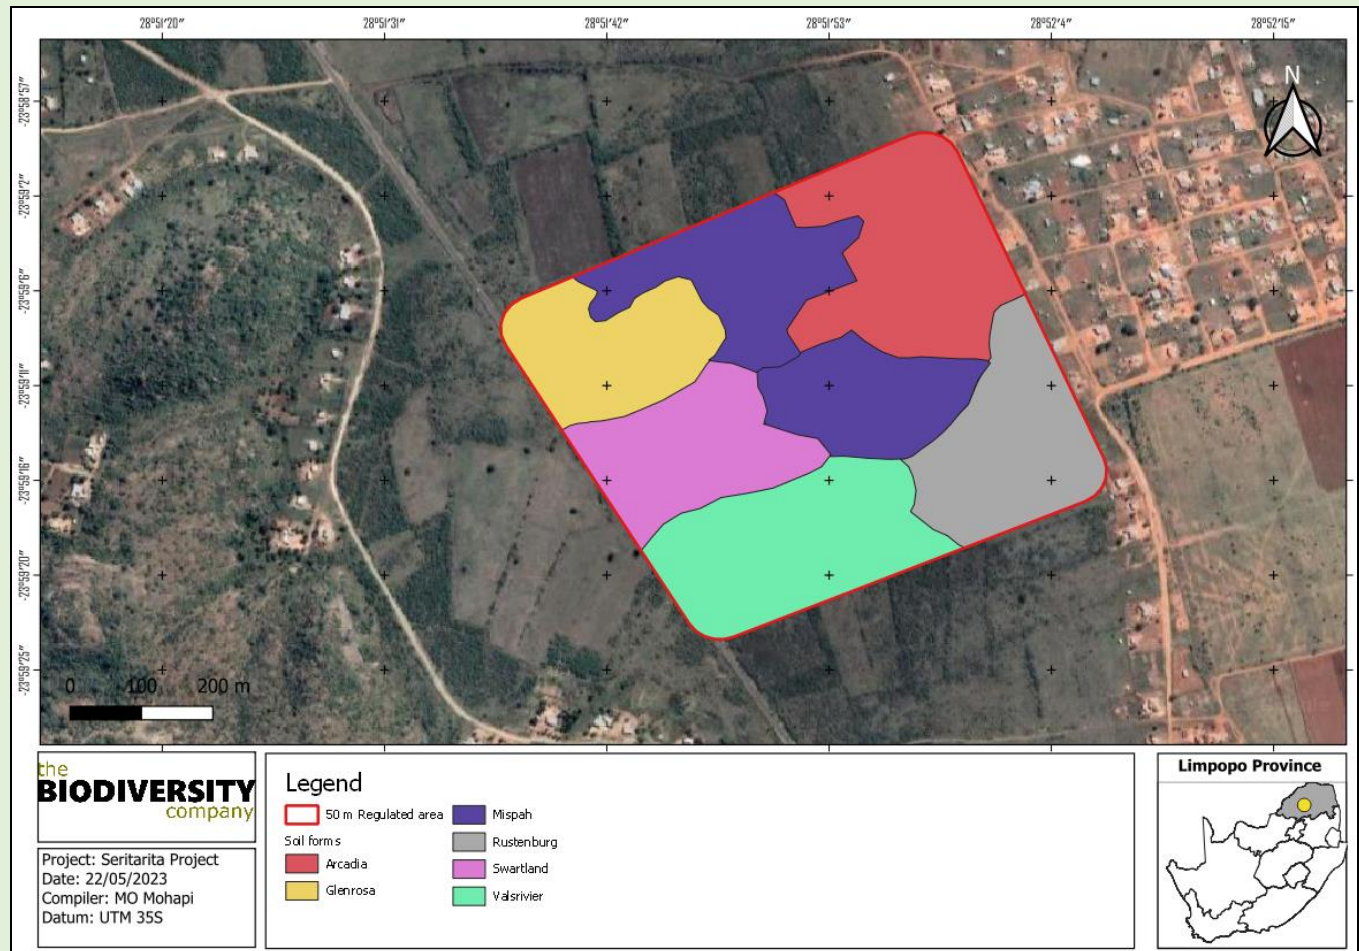 28°51'20" 28°51'31" 28°51'42" 28°51'53" 28°52'4" 28°52'15"
-23°58'57"
-23°59'2"
-23°59'6"
-23°59'11"
-23°59'16"
-23°59'20"
-23°59'25"
N
0 100 200 m
the
BIODIVERSITY
company
Project: Seritarita Project
Date: 22/05/2023
Compiler: MO Mohapi
Datum: UTM 35S
Legend
50 m Regulated area
Soil forms
Arcadia
Glenrosa
Mispah
Rustenburg
Swartland
Valsrivier
Limpopo Province